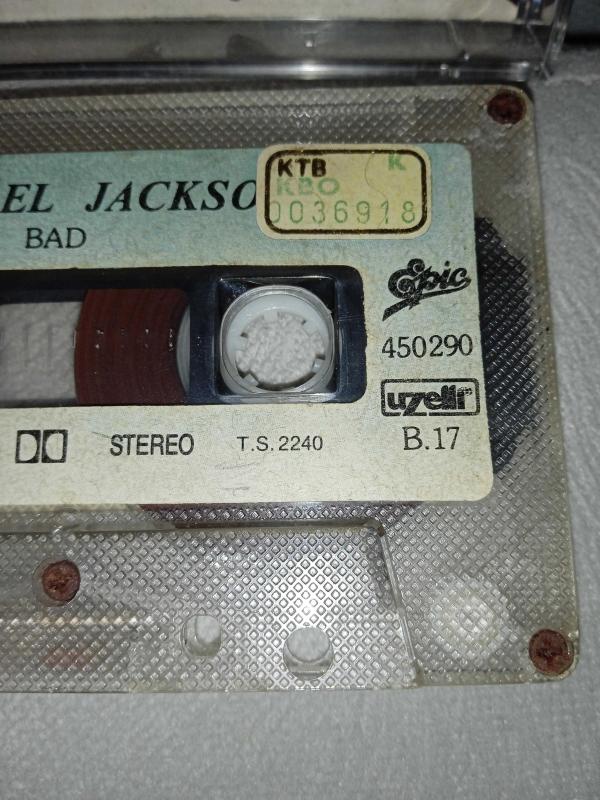 EL JACKSO
BAD
KTB K
KBO
0036918
Epic
450290
uzelli
B.17
STEREO T.S.2240